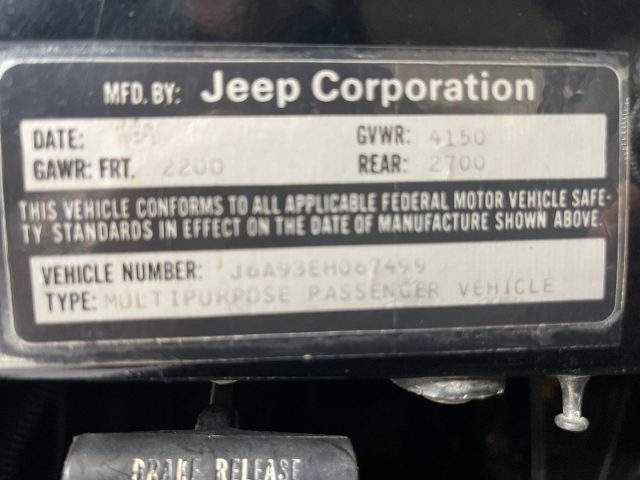 MFD. BY: Jeep Corporation
DATE: GVWR: 4150
GAWR: FRT. 2200 REAR: 2700
THIS VEHICLE CONFORMS TO ALL APPLICABLE FEDERAL MOTOR VEHICLE SAFE-
TY STANDARDS IN EFFECT ON THE DATE OF MANUFACTURE SHOWN ABOVE.
VEHICLE NUMBER: J6A93EH067499
TYPE: MULTIPURPOSE PASSENGER VEHICLE
BRAKE RELEASE